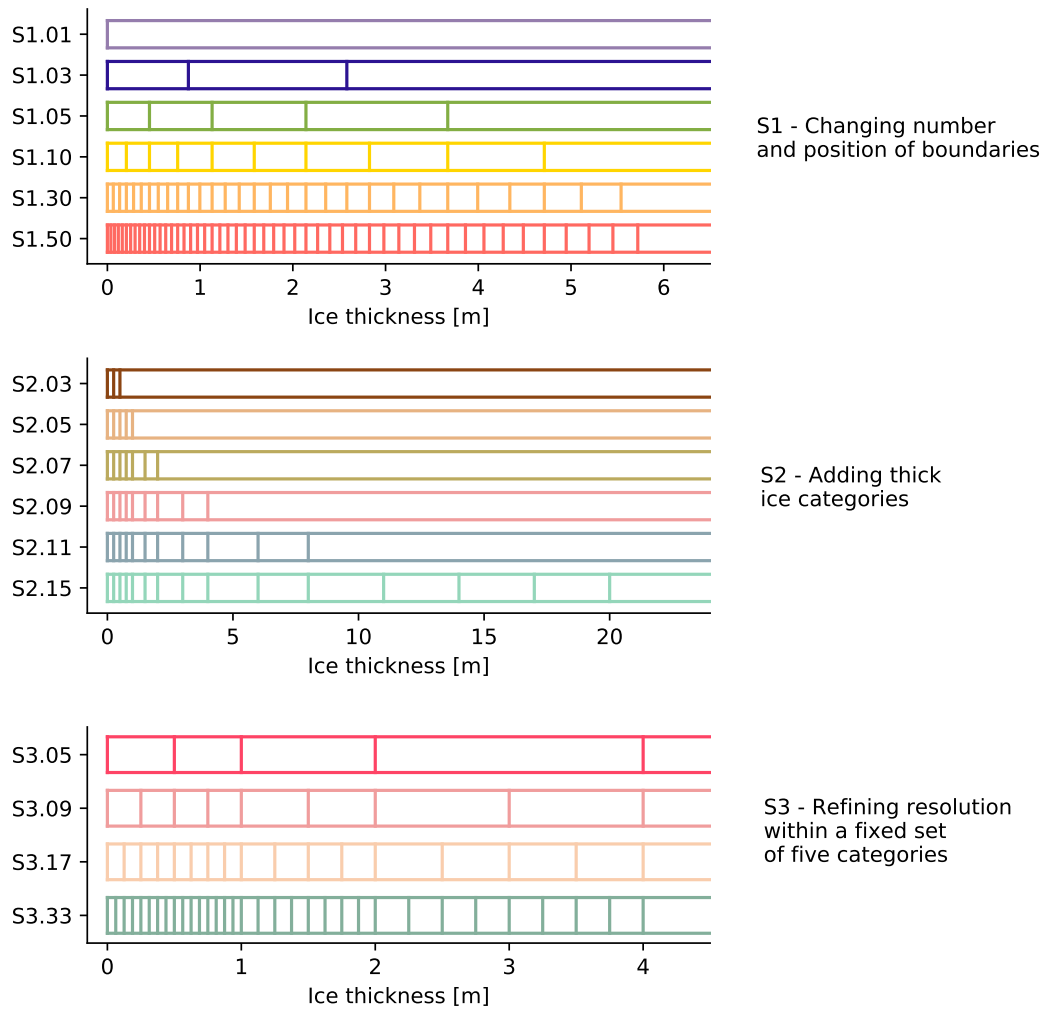 S1.01
S1.03
S1.05
S1.10
S1.30
S1.50
0 1 2 3 4 5 6
Ice thickness [m]
S1 - Changing number
and position of boundaries
S2.03
S2.05
S2.07
S2.09
S2.11
S2.15
0 5 10 15 20
Ice thickness [m]
S2 - Adding thick
ice categories
S3.05
S3.09
S3.17
S3.33
0 1 2 3 4
Ice thickness [m]
S3 - Refining resolution
within a fixed set
of five categories